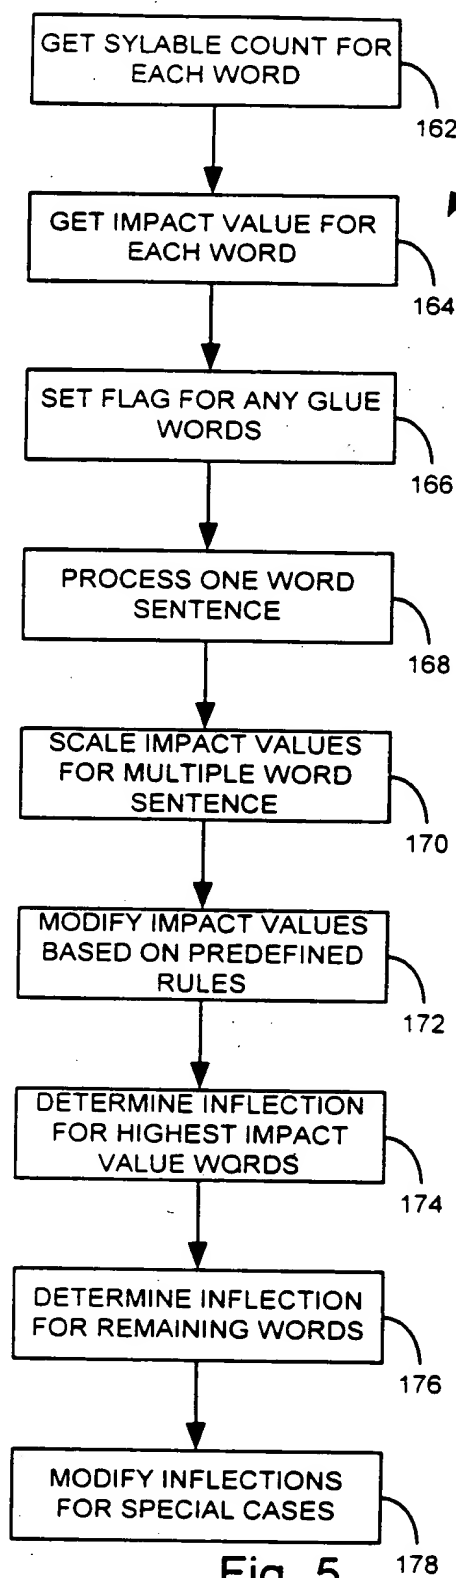 GET SYLABLE COUNT FOR
EACH WORD
162
GET IMPACT VALUE FOR
EACH WORD
164
SET FLAG FOR ANY GLUE
WORDS
166
PROCESS ONE WORD
SENTENCE
168
SCALE IMPACT VALUES
FOR MULTIPLE WORD
SENTENCE
170
MODIFY IMPACT VALUES
BASED ON PREDEFINED
RULES
172
DETERMINE INFLECTION
FOR HIGHEST IMPACT
VALUE WORDS
174
DETERMINE INFLECTION
FOR REMAINING WORDS
176
MODIFY INFLECTIONS
FOR SPECIAL CASES
178
Fig. 5